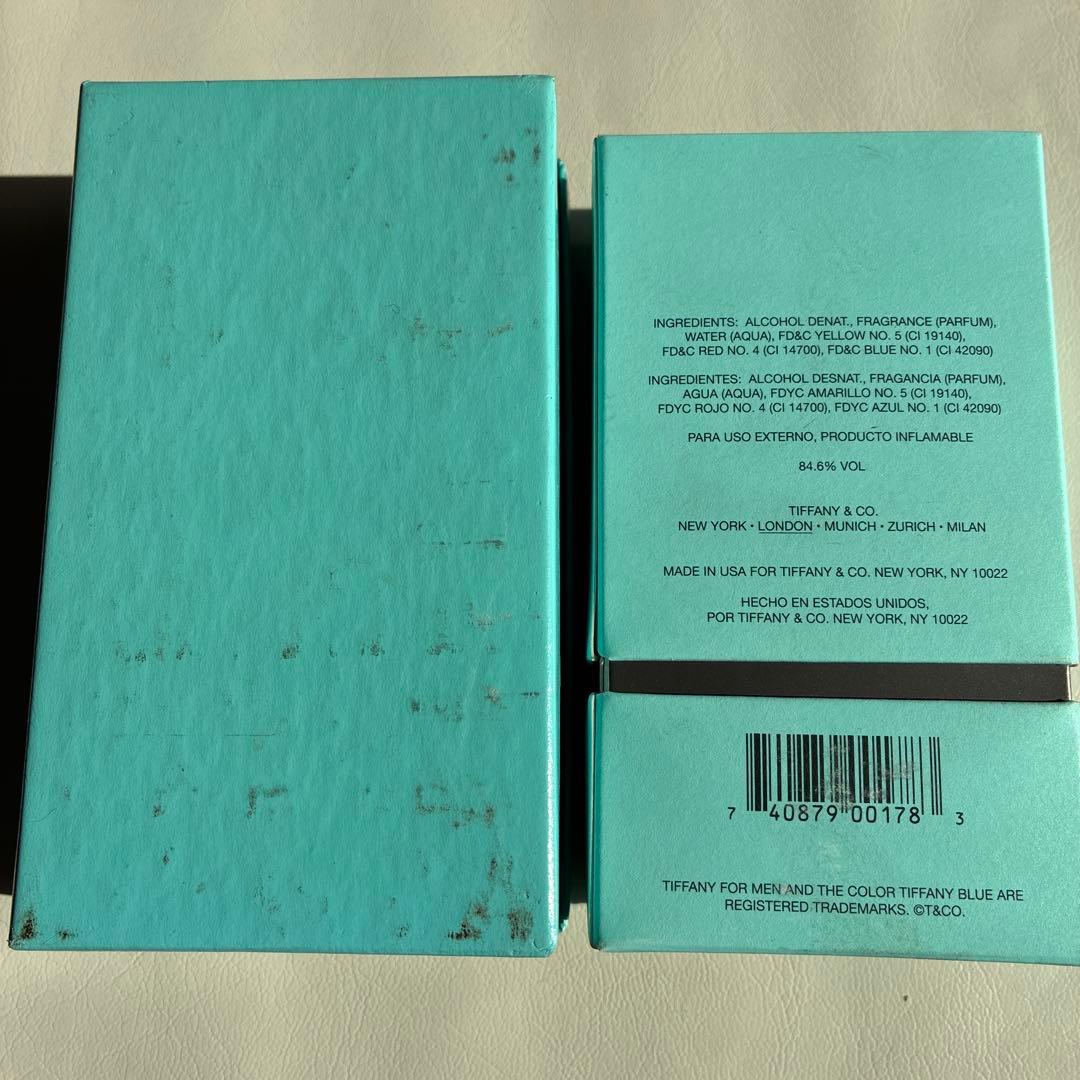 INGREDIENTS: ALCOHOL DENAT., FRAGRANCE (PARFUM),
WATER (AQUA), FD&C YELLOW NO. 5 (CI 19140),
FD&C RED NO. 4 (CI 14700), FD&C BLUE NO. 1 (CI 42090)
INGREDIENTES: ALCOHOL DESNAT., FRAGANCIA (PARFUM),
AGUA (AQUA), FDYC AMARILLO NO. 5 (CI 19140),
FDYC ROJO NO. 4 (CI 14700), FDYC AZUL NO. 1 (CI 42090)
PARA USO EXTERNO, PRODUCTO INFLAMABLE
84.6% VOL
TIFFANY & CO.
NEW YORK • LONDON • MUNICH • ZURICH • MILAN
MADE IN USA FOR TIFFANY & CO. NEW YORK, NY 10022
HECHO EN ESTADOS UNIDOS,
POR TIFFANY & CO. NEW YORK, NY 10022
7 40879 00178 3
TIFFANY FOR MEN AND THE COLOR TIFFANY BLUE ARE
REGISTERED TRADEMARKS. ©T&CO.